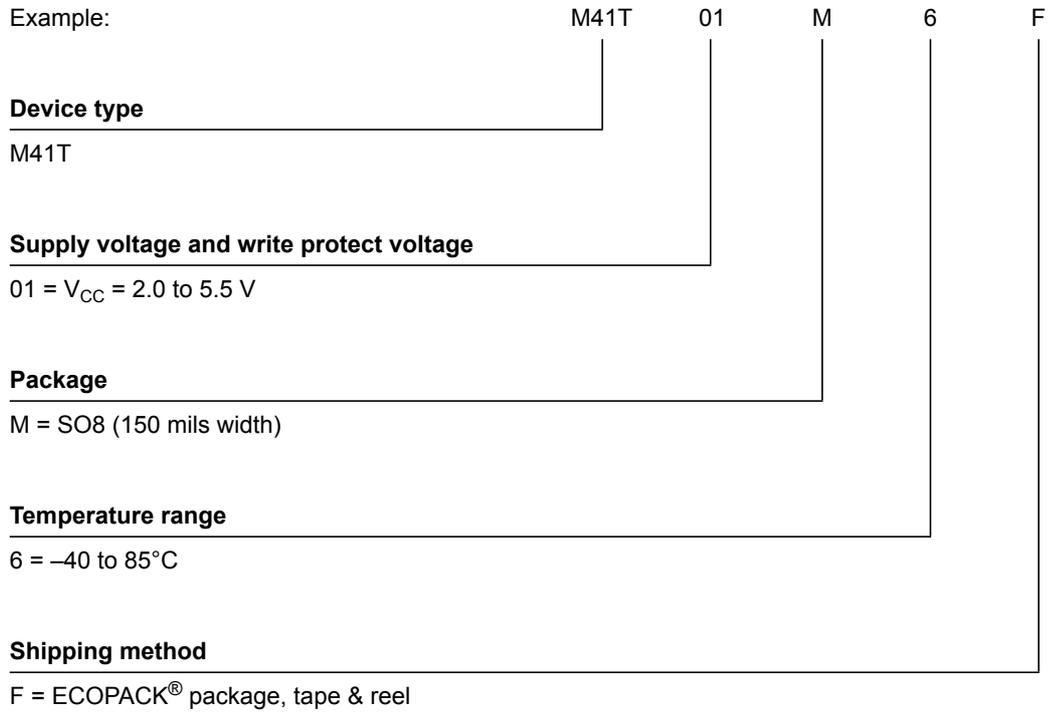 Example: M41T 01 M 6 F
Device type
M41T
Supply voltage and write protect voltage
01 = VCC = 2.0 to 5.5 V
Package
M = SO8 (150 mils width)
Temperature range
6 = –40 to 85°C
Shipping method
F = ECOPACK® package, tape & reel